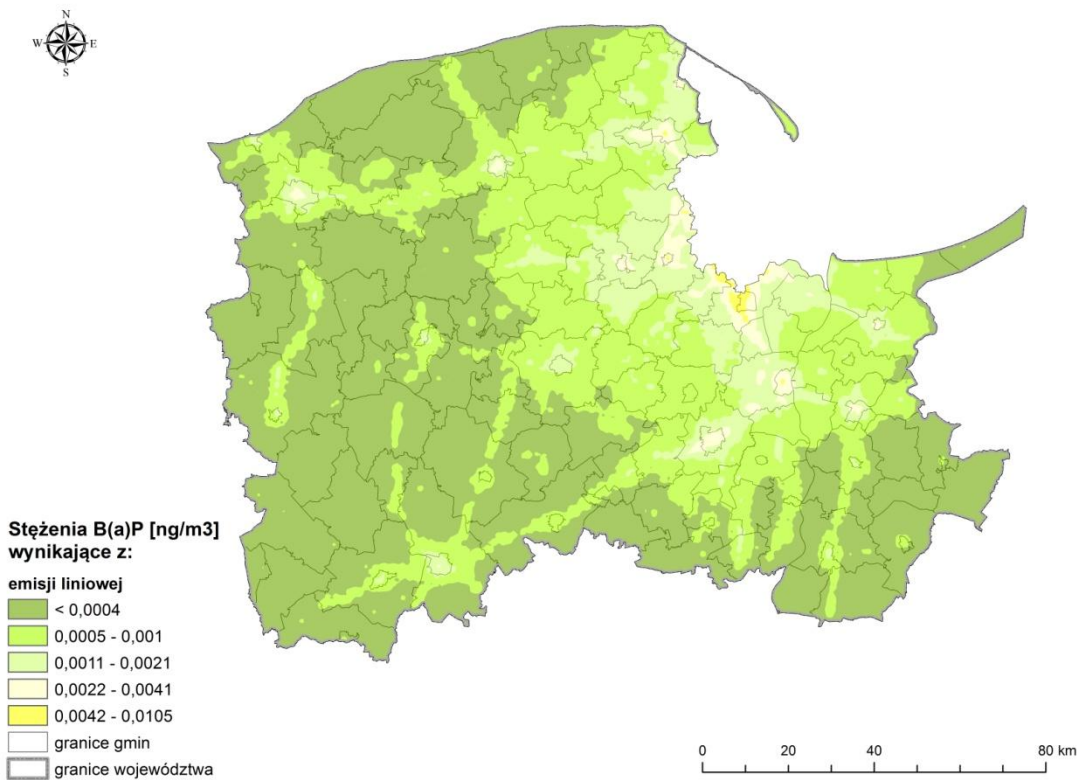 N
W E
S
Stężenia B(a)P [ng/m3]
wynikające z:
emisji liniowej
< 0,0004
0,0005 - 0,001
0,0011 - 0,0021
0,0022 - 0,0041
0,0042 - 0,0105
granice gmin
granice województwa
0 20 40 80 km